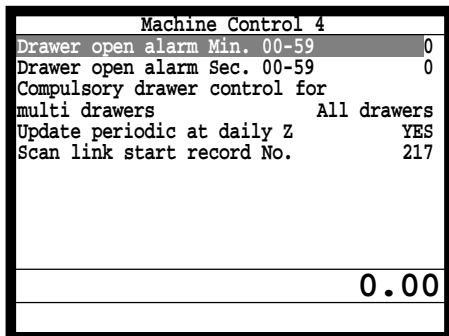 Machine Control 4
Drawer open alarm Min. 00-59 0
Drawer open alarm Sec. 00-59 0
Compulsory drawer control for
multi drawers All drawers
Update periodic at daily Z YES
Scan link start record No. 217
0.00